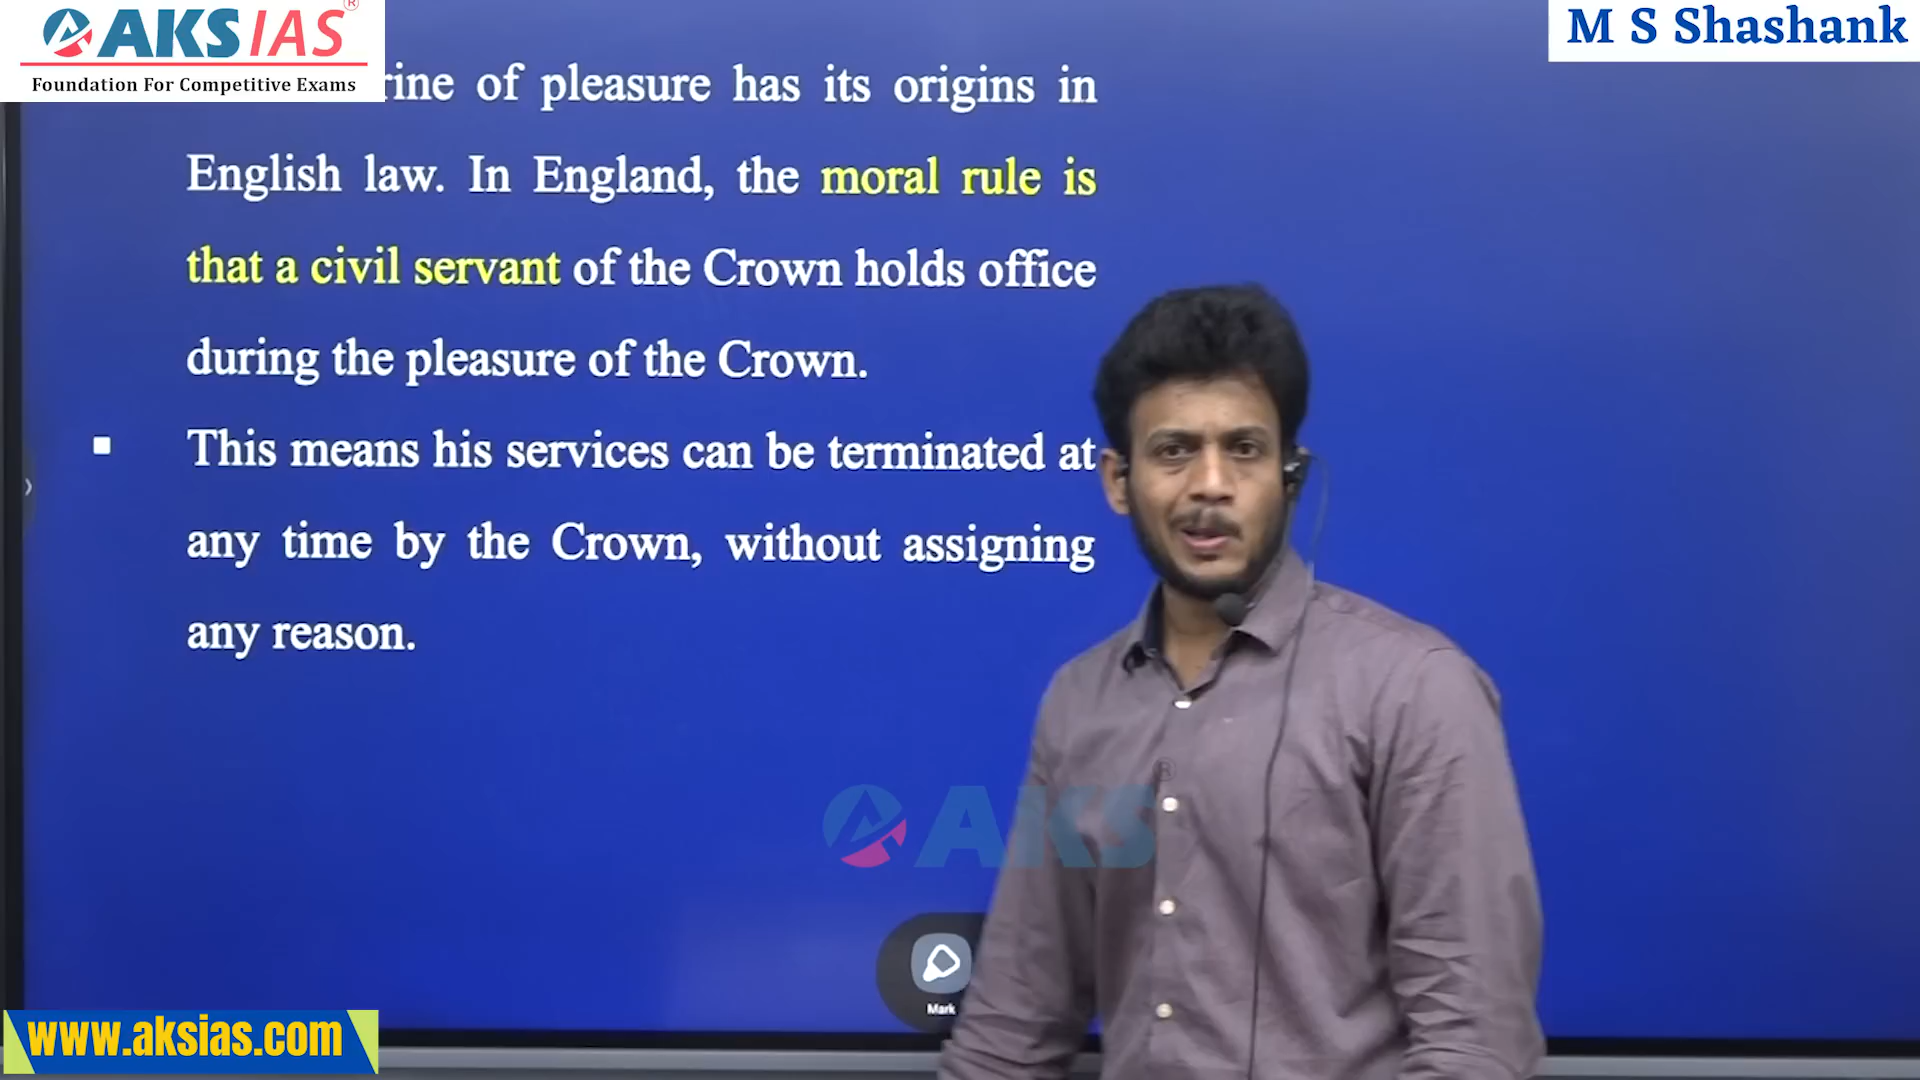 AKS IAS®
Foundation For Competitive Exams
M S Shashank
of pleasure has its origins in
English law. In England, the moral rule is
that a civil servant of the Crown holds office
during the pleasure of the Crown.
▪ This means his services can be terminated at
any time by the Crown, without assigning
any reason.
®
AKS
Mark
www.aksias.com